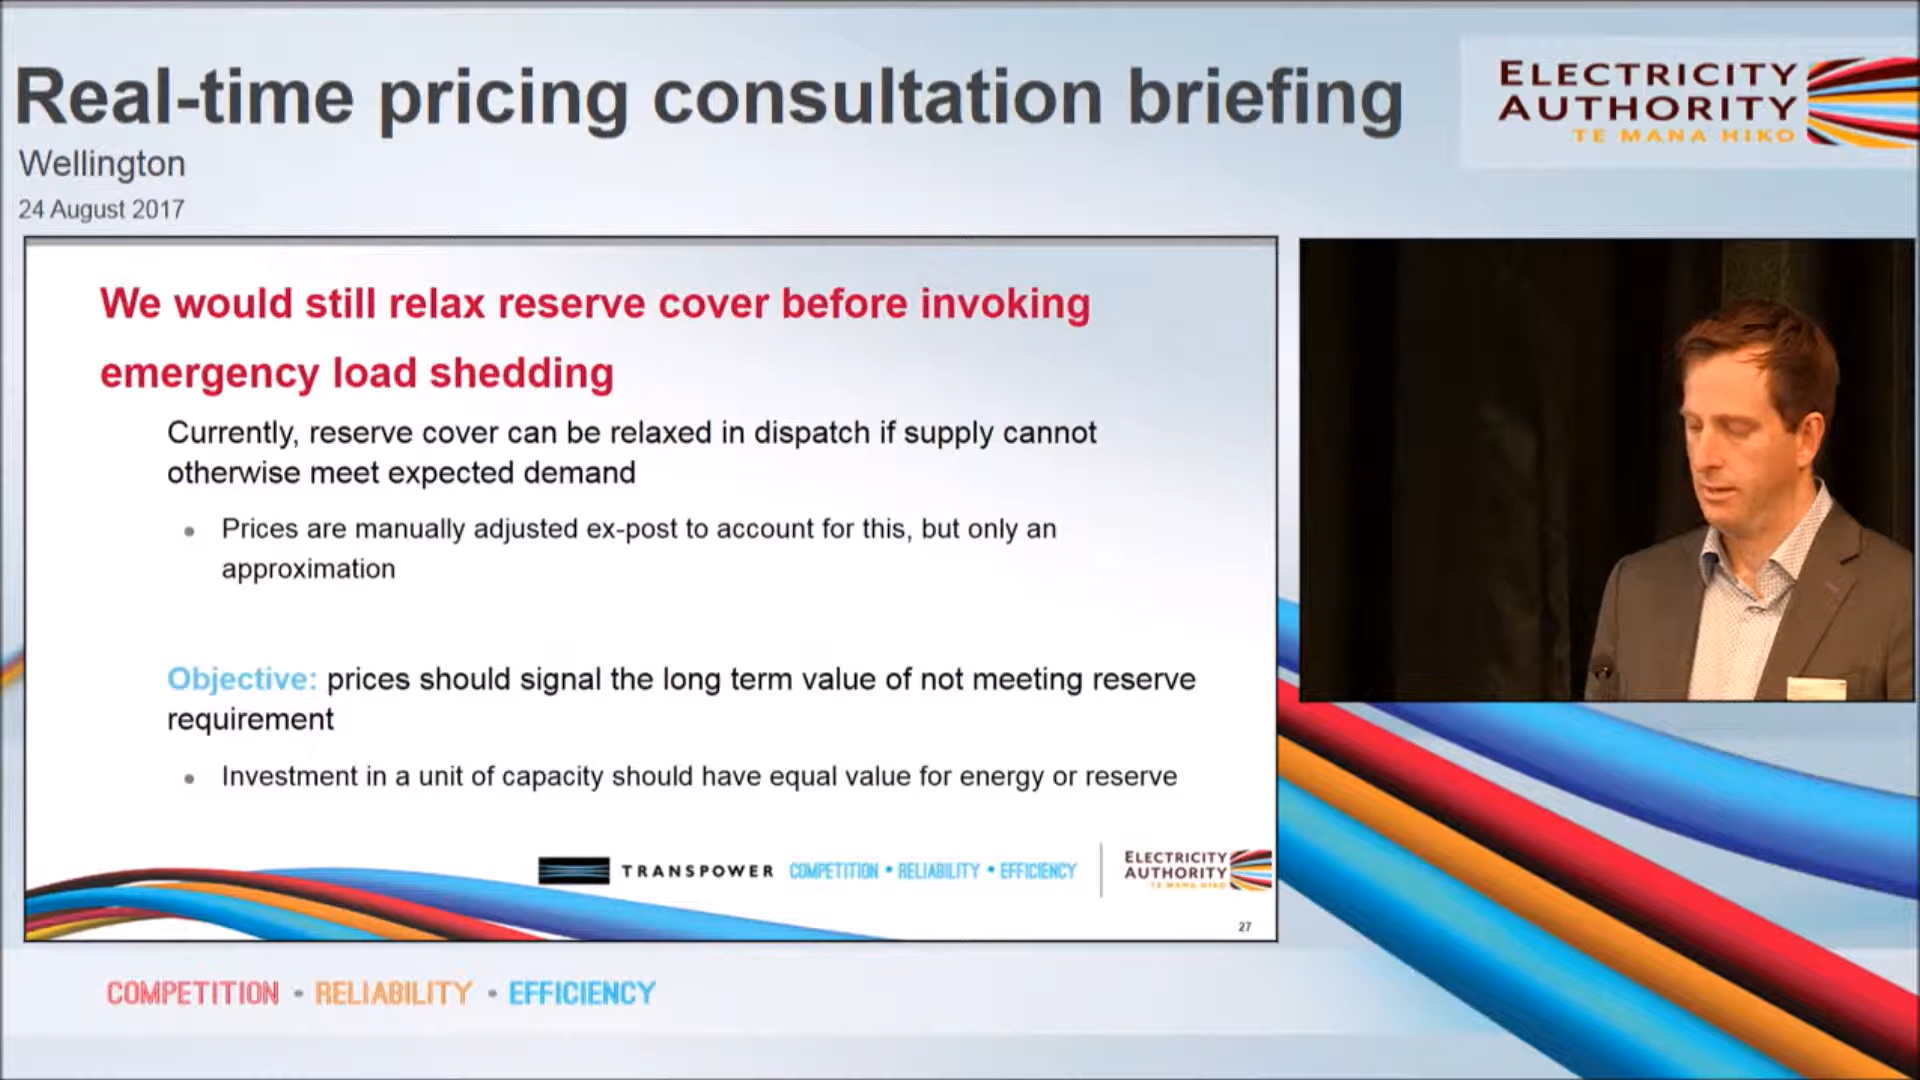 Real-time pricing consultation briefing
Wellington
24 August 2017
ELECTRICITY
AUTHORITY
TE MANA HIKO
We would still relax reserve cover before invoking
emergency load shedding
Currently, reserve cover can be relaxed in dispatch if supply cannot
otherwise meet expected demand
• Prices are manually adjusted ex-post to account for this, but only an
approximation
Objective: prices should signal the long term value of not meeting reserve
requirement
• Investment in a unit of capacity should have equal value for energy or reserve
TRANSPOWER COMPETITION • RELIABILITY • EFFICIENCY
ELECTRICITY
AUTHORITY
TE MANA HIKO
27
COMPETITION • RELIABILITY • EFFICIENCY